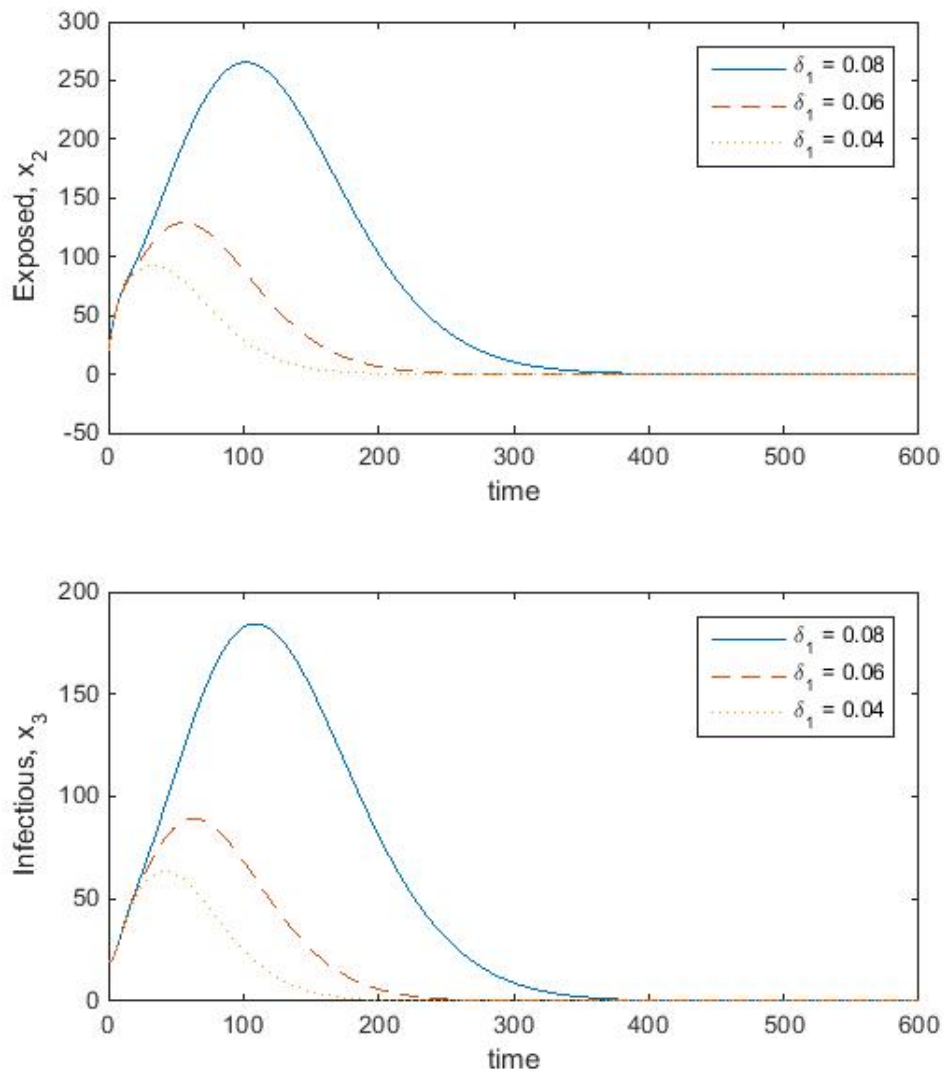 300
250
200
150
100
50
0
-50
Exposed, x₂
δ₁ = 0.08
δ₁ = 0.06
δ₁ = 0.04
0 100 200 300 400 500 600
time
200
150
100
50
0
Infectious, x₃
δ₁ = 0.08
δ₁ = 0.06
δ₁ = 0.04
0 100 200 300 400 500 600
time